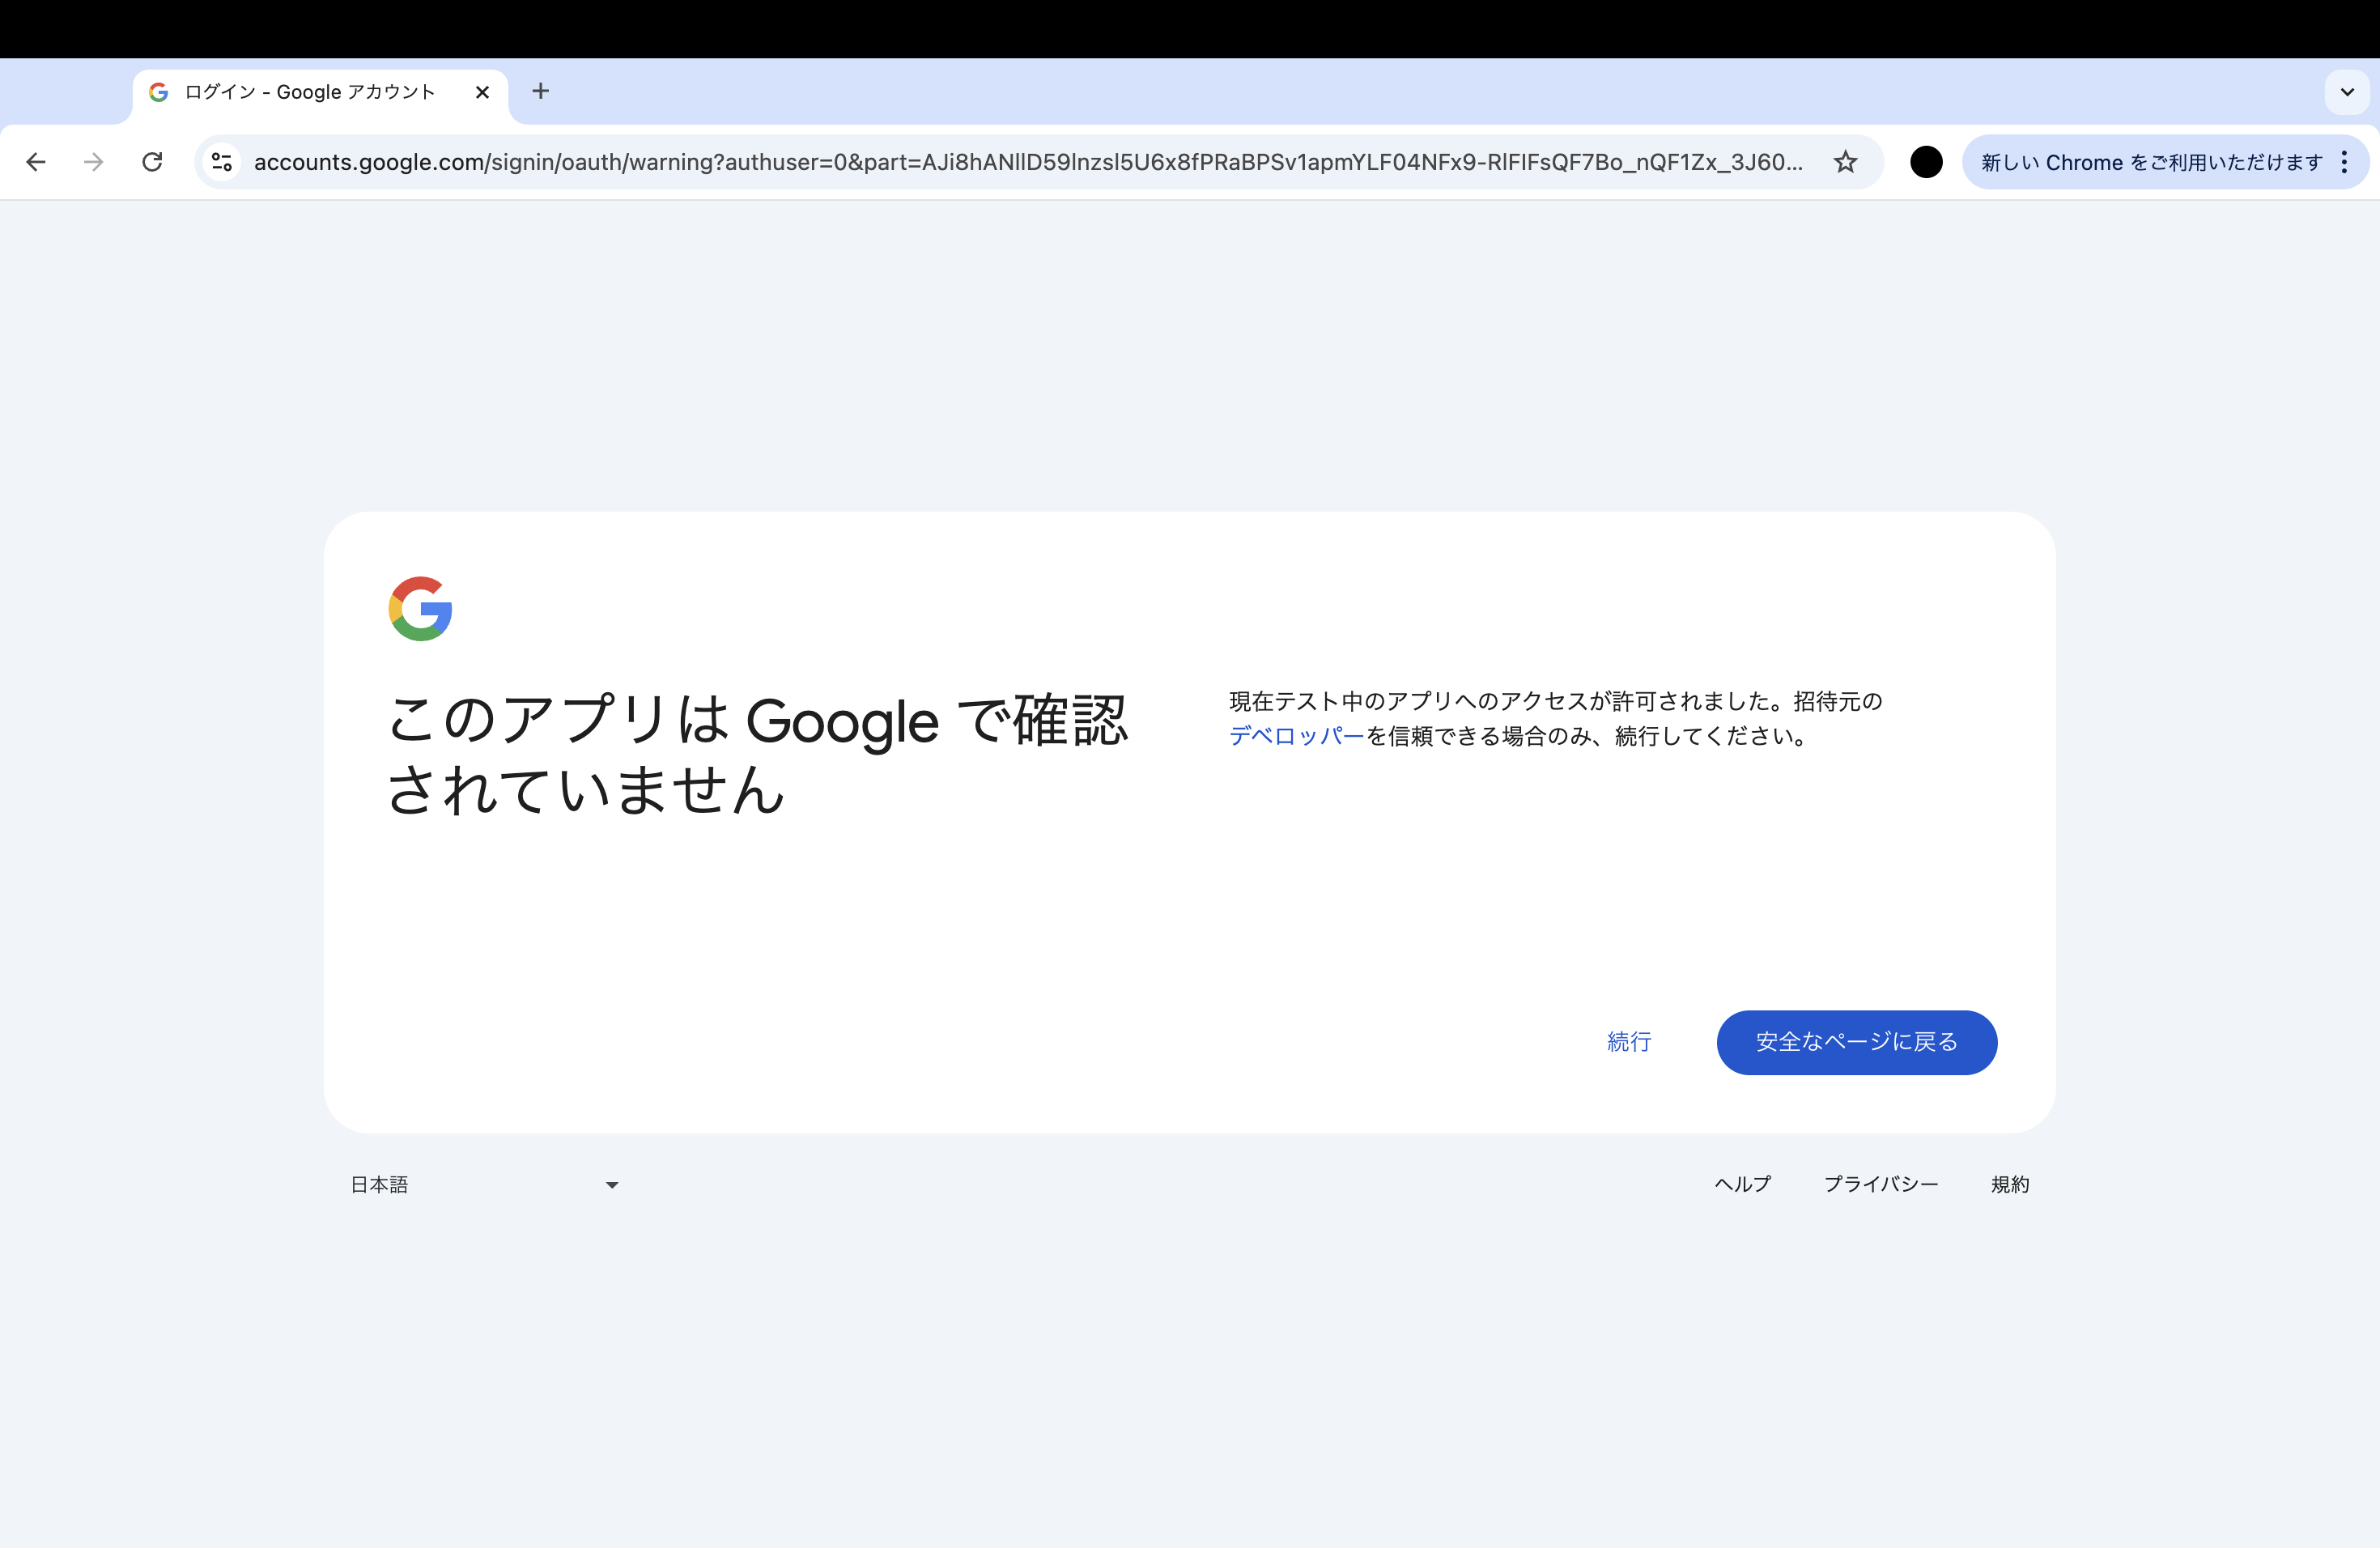 ログイン - Google アカウント
accounts.google.com/signin/oauth/warning?authuser=0&part=AJi8hANllD59lnzsl5U6x8fPRaBPSv1apmYLF04NFx9-RlFIFsQF7Bo_nQF1Zx_3J60...
新しい Chrome をご利用いただけます
このアプリは Google で確認
されていません
現在テスト中のアプリへのアクセスが許可されました。招待元の
デベロッパーを信頼できる場合のみ、続行してください。
続行
安全なページに戻る
日本語
ヘルプ
プライバシー
規約